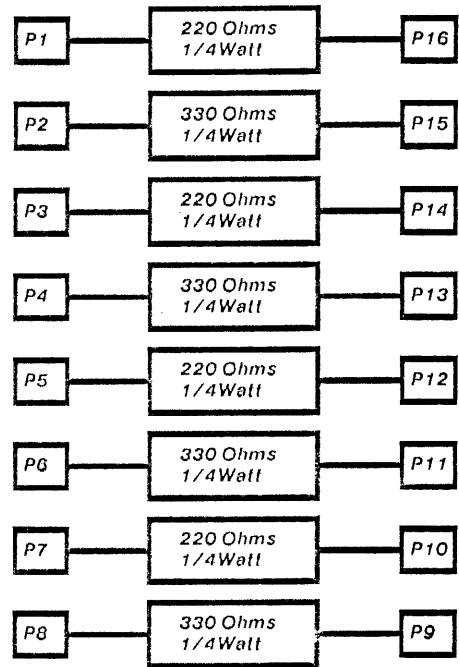 P1 220 Ohms P16
1/4Watt
P2 330 Ohms P15
1/4Watt
P3 220 Ohms P14
1/4Watt
P4 330 Ohms P13
1/4Watt
P5 220 Ohms P12
1/4Watt
P6 330 Ohms P11
1/4Watt
P7 220 Ohms P10
1/4Watt
P8 330 Ohms P9
1/4Watt